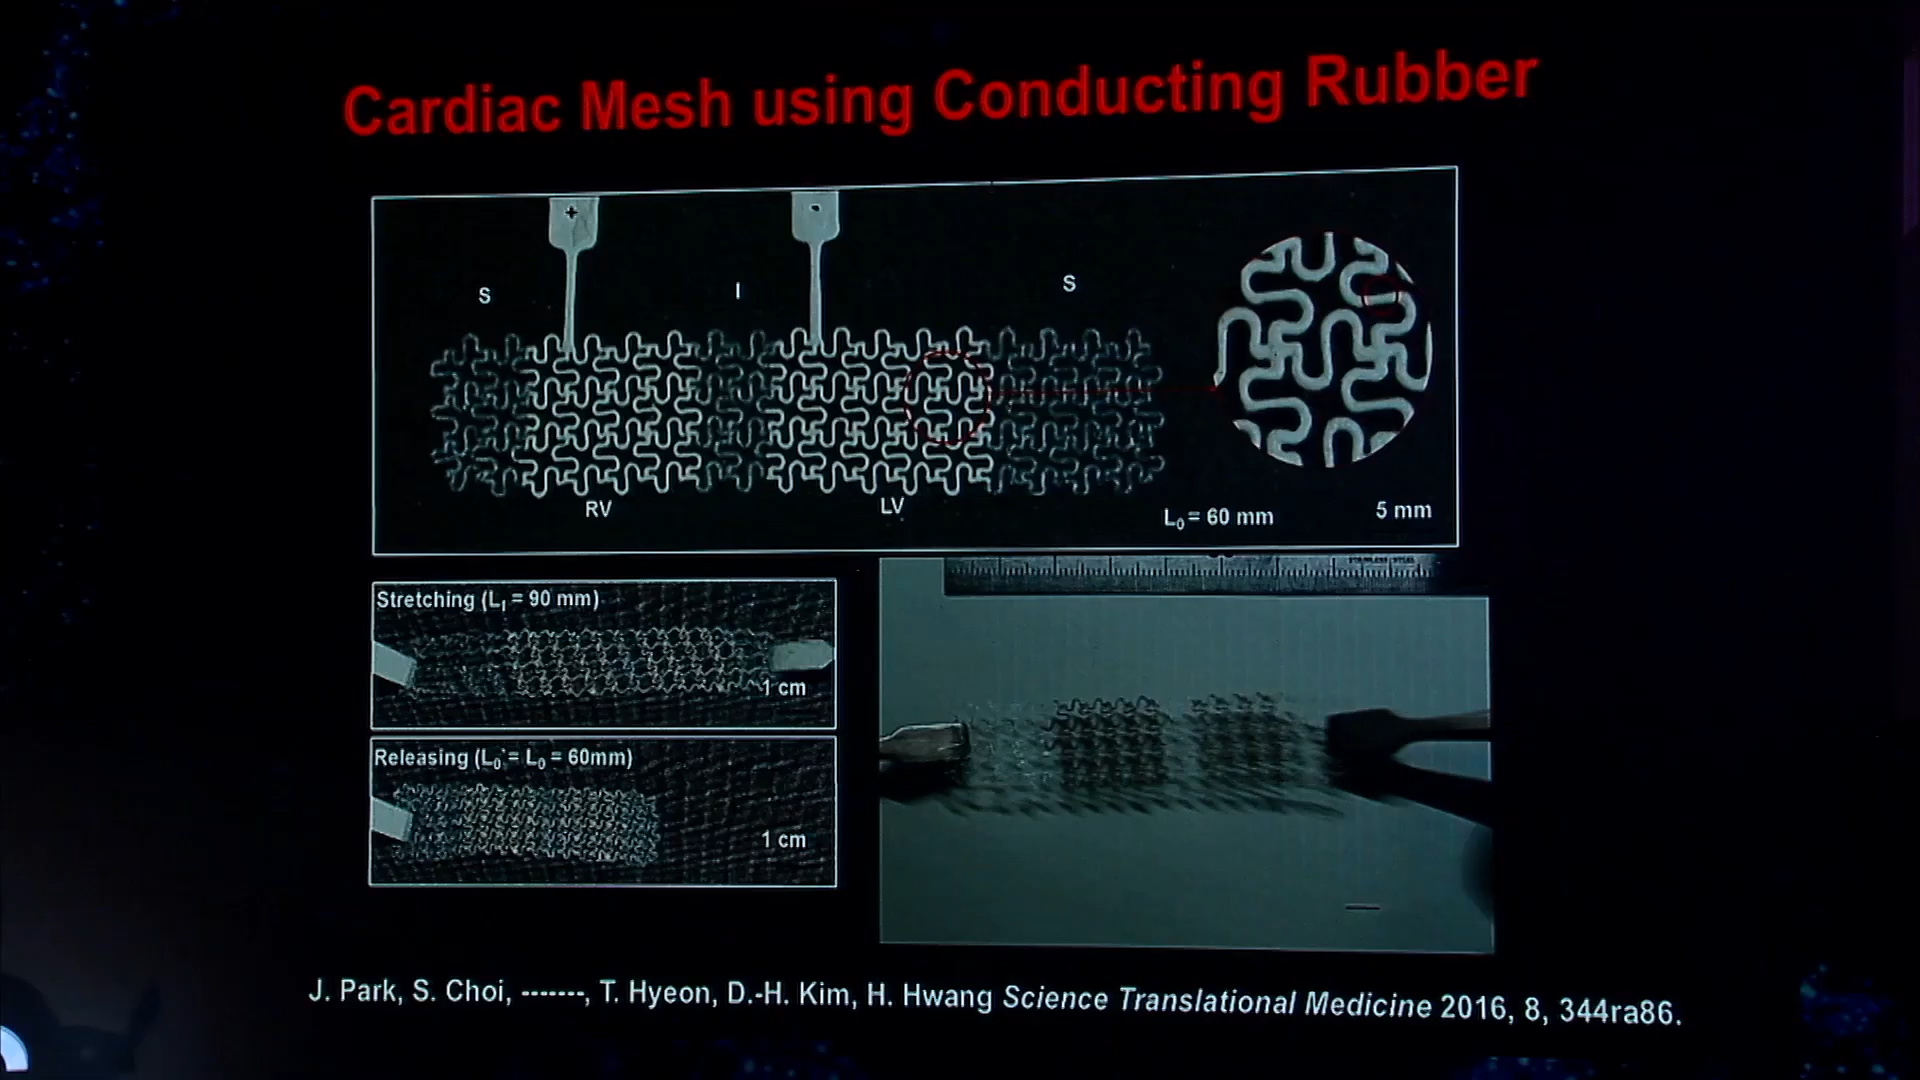 Cardiac Mesh using Conducting Rubber
+ -
S I S
RV LV
L0 = 60 mm 5 mm
Stretching (LI = 90 mm)
1 cm
Releasing (L0' = L0 = 60mm)
1 cm
J. Park, S. Choi, -------, T. Hyeon, D.-H. Kim, H. Hwang Science Translational Medicine 2016, 8, 344ra86.